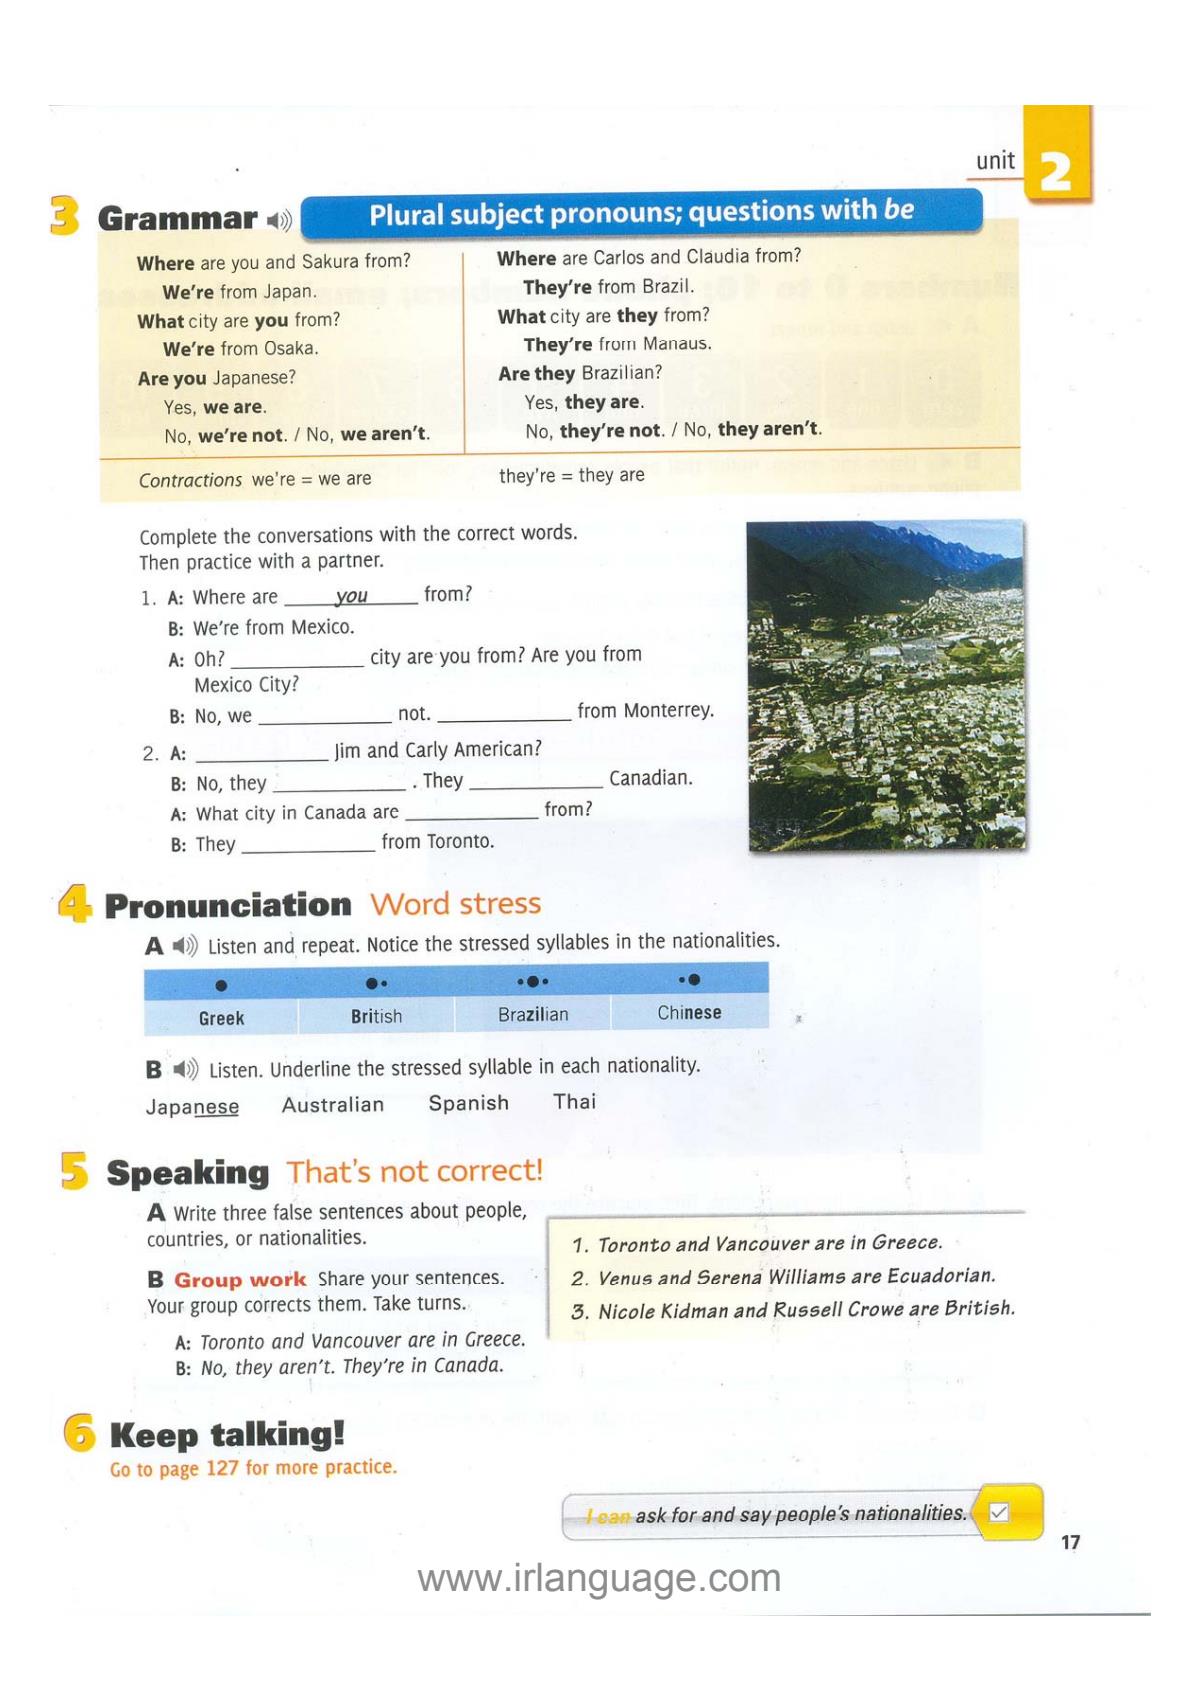 unit 2
3 Grammar Plural subject pronouns; questions with be
Where are you and Sakura from?
We're from Japan.
What city are you from?
We're from Osaka.
Are you Japanese?
Yes, we are.
No, we're not. / No, we aren't.
Where are Carlos and Claudia from?
They're from Brazil.
What city are they from?
They're from Manaus.
Are they Brazilian?
Yes, they are.
No, they're not. / No, they aren't.
Contractions we're = we are
they're = they are
Complete the conversations with the correct words.
Then practice with a partner.
1. A: Where are you from?
B: We're from Mexico.
A: Oh? ____________ city are you from? Are you from
Mexico City?
B: No, we ____________ not. ____________ from Monterrey.
2. A: ____________ Jim and Carly American?
B: No, they ____________ . They ____________ Canadian.
A: What city in Canada are ____________ from?
B: They ____________ from Toronto.
4 Pronunciation Word stress
A Listen and repeat. Notice the stressed syllables in the nationalities.
Greek British Brazilian Chinese
B Listen. Underline the stressed syllable in each nationality.
Japanese Australian Spanish Thai
5 Speaking That's not correct!
A Write three false sentences about people,
countries, or nationalities.
B Group work Share your sentences.
Your group corrects them. Take turns.
A: Toronto and Vancouver are in Greece.
B: No, they aren't. They're in Canada.
1. Toronto and Vancouver are in Greece.
2. Venus and Serena Williams are Ecuadorian.
3. Nicole Kidman and Russell Crowe are British.
6 Keep talking!
Go to page 127 for more practice.
I can ask for and say people's nationalities.
17
www.irlanguage.com